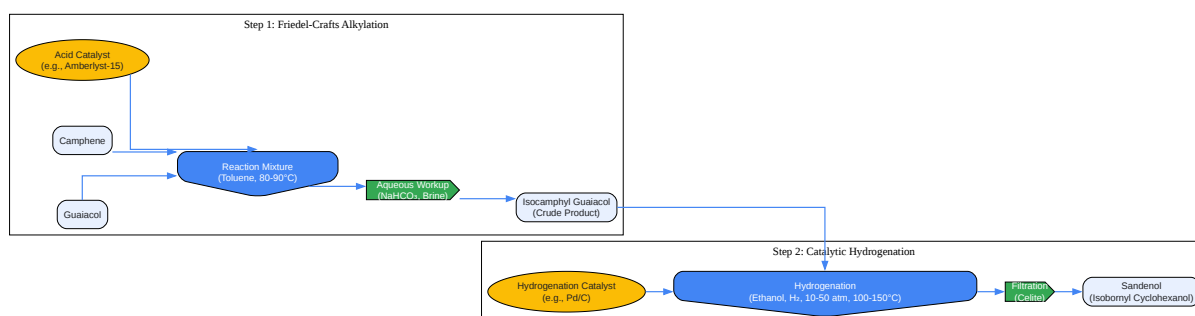 Step 1: Friedel-Crafts Alkylation
Acid Catalyst
(e.g., Amberlyst-15)
Camphene
Reaction Mixture
(Toluene, 80-90°C)
Guaiacol
Aqueous Workup
(NaHCO₃, Brine)
Isocamphyl Guaiacol
(Crude Product)
Step 2: Catalytic Hydrogenation
Hydrogenation Catalyst
(e.g., Pd/C)
Hydrogenation
(Ethanol, H₂, 10-50 atm, 100-150°C)
Filtration
(Celite)
Sandenol
(Isobornyl Cyclohexanol)